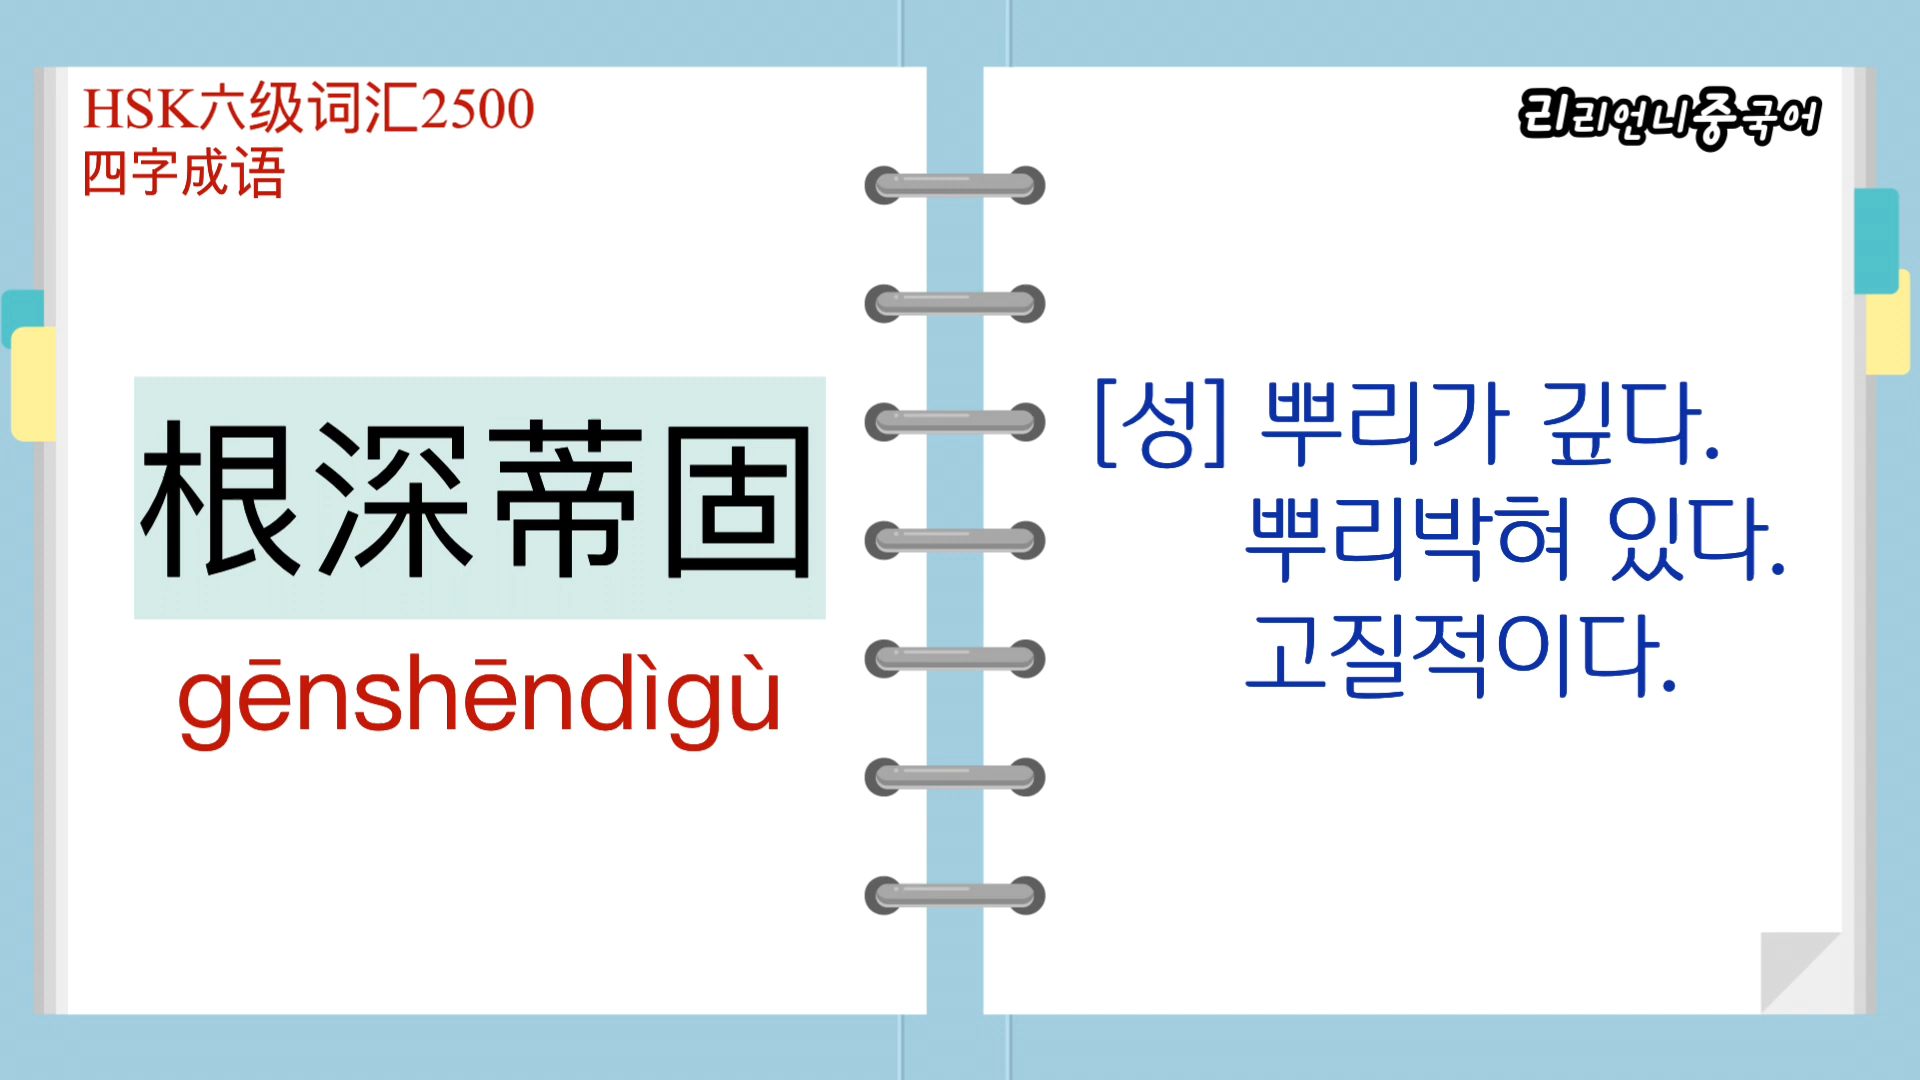 HSK六级词汇2500
四字成语
리리언니중국어
根深蒂固
gēnshēndìgù
[성] 뿌리가 깊다.
뿌리박혀 있다.
고질적이다.